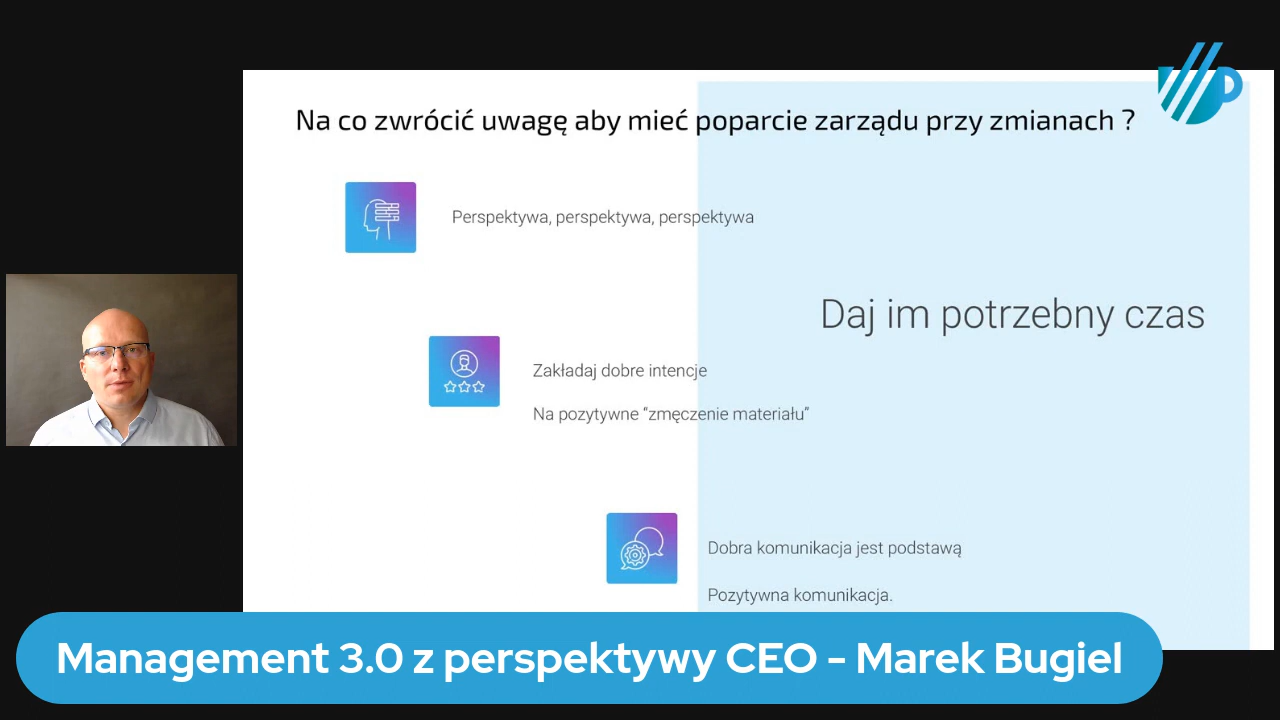 Na co zwrócić uwagę aby mieć poparcie zarządu przy zmianach ?
Perspektywa, perspektywa, perspektywa
Daj im potrzebny czas
Zakładaj dobre intencje
Na pozytywne “zmęczenie materiału”
Dobra komunikacja jest podstawą
Pozytywna komunikacja.
Management 3.0 z perspektywy CEO - Marek Bugiel